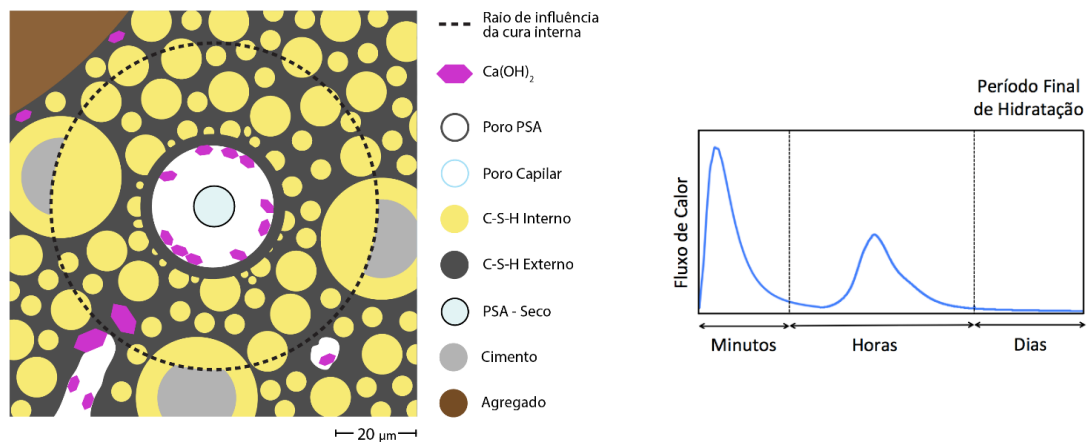 Raio de influência
da cura interna
Ca(OH)2
Poro PSA
Poro Capilar
C-S-H Interno
C-S-H Externo
PSA - Seco
Cimento
Agregado
20 µm
Período Final
de Hidratação
Fluxo de Calor
Minutos
Horas
Dias